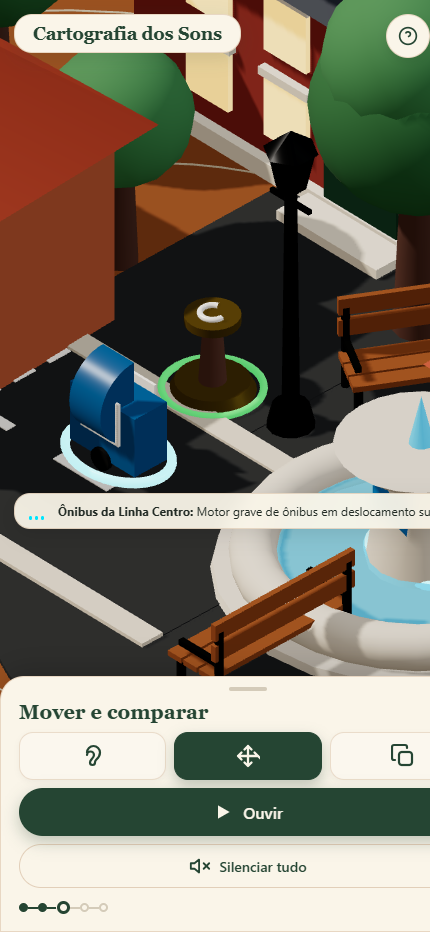 Cartografia dos Sons
C
Ônibus da Linha Centro: Motor grave de ônibus em deslocamento su
Mover e comparar
Ouvir
Silenciar tudo